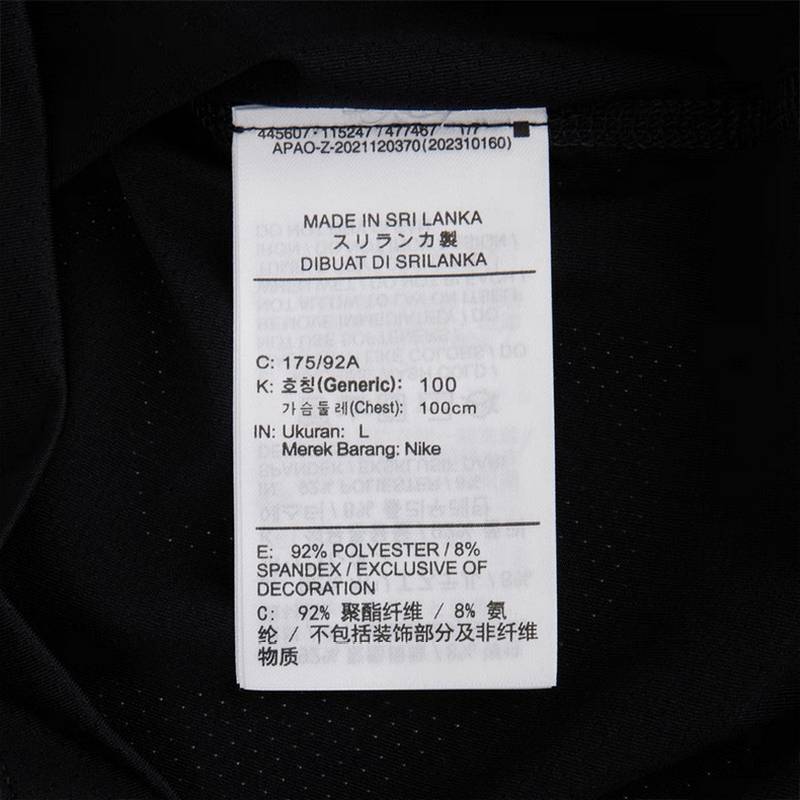 445607-115247 / 477467 1/7
APAO-Z-2021120370(202310160)
MADE IN SRI LANKA
スリランカ製
DIBUAT DI SRILANKA
C: 175/92A
K: 호칭(Generic): 100
가슴둘레(Chest): 100cm
IN: Ukuran: L
Merek Barang: Nike
E: 92% POLYESTER / 8%
SPANDEX / EXCLUSIVE OF
DECORATION
C: 92% 聚酯纤维 / 8% 氨
纶 / 不包括装饰部分及非纤维
物质